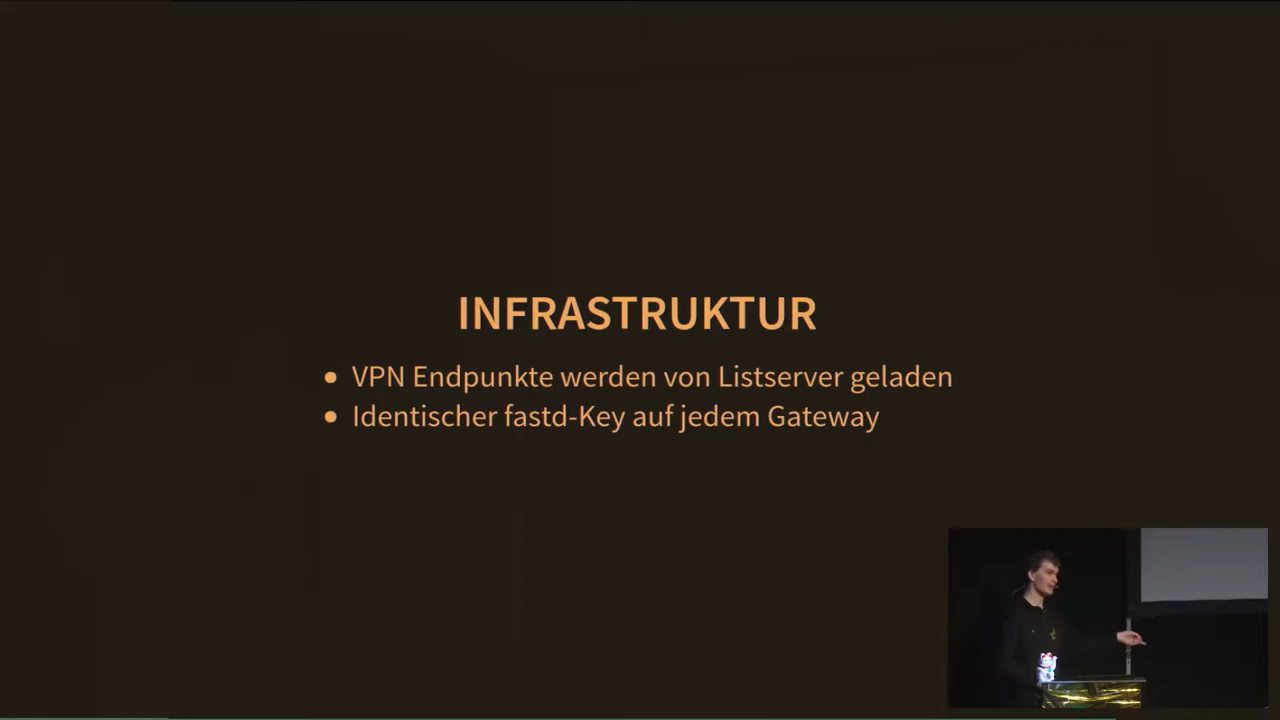 INFRASTRUKTUR
• VPN Endpunkte werden von Listserver geladen
• Identischer fastd-Key auf jedem Gateway